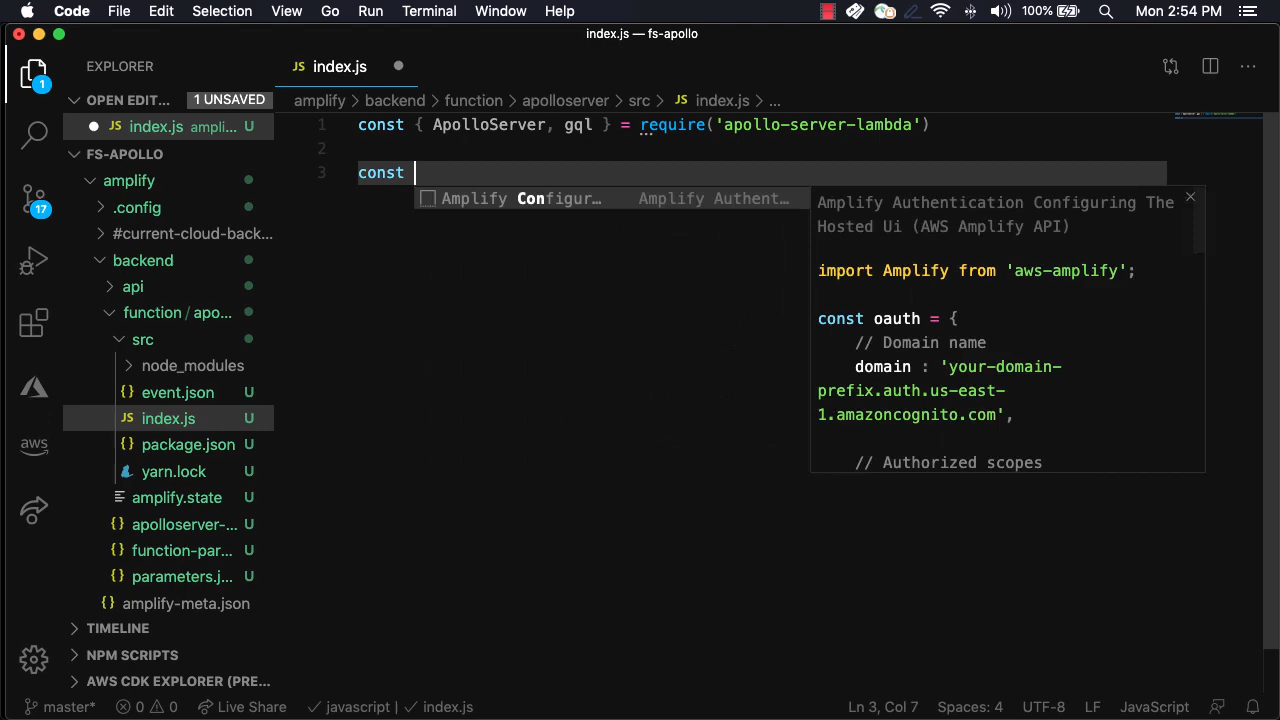 Code File Edit Selection View Go Run Terminal Window Help 100% Mon 2:54 PM
index.js — fs-apollo
EXPLORER
JS index.js
1
OPEN EDIT... 1 UNSAVED
amplify > backend > function > apolloserver > src > JS index.js > ...
JS index.js ampli... U
1 const { ApolloServer, gql } = require('apollo-server-lambda')
2
3 const
FS-APOLLO
amplify
.config
17
#current-cloud-back...
backend
api
function / apo...
src
node_modules
{} event.json U
JS index.js U
{} package.json U
aws
yarn.lock U
amplify.state U
{} apolloserver-... U
{} function-par... U
{} parameters.j... U
{} amplify-meta.json
TIMELINE
NPM SCRIPTS
AWS CDK EXPLORER (PRE...
Amplify Configur... Amplify Authent...
Amplify Authentication Configuring The
Hosted Ui (AWS Amplify API)
import Amplify from 'aws-amplify';
const oauth = {
// Domain name
domain : 'your-domain-
prefix.auth.us-east-
1.amazoncognito.com',
// Authorized scopes
master* 0 0 Live Share javascript | index.js Ln 3, Col 7 Spaces: 4 UTF-8 LF JavaScript